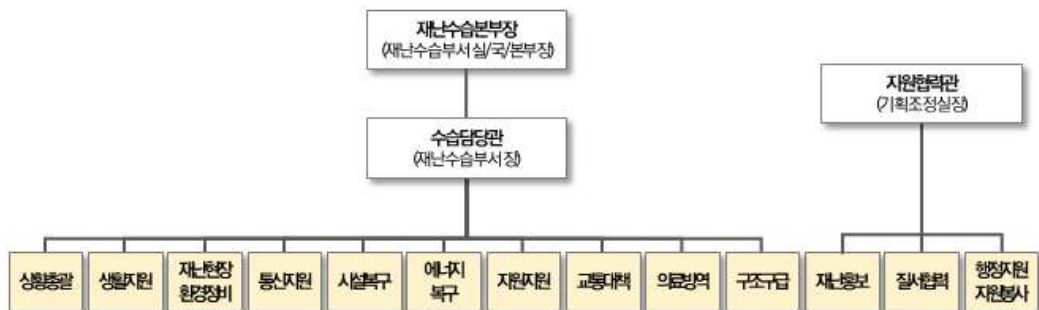 재난수습본부장
(재난수습부서실/국/본부장)
지원협력관
(기획조정실장)
수습담당관
(재난수습부서장)
상황총괄
생활지원
재난현장
환경정비
통신지원
시설복구
에너지
복구
자원지원
교통대책
의료방역
구조구급
재난홍보
질서협력
행정지원
자원봉사